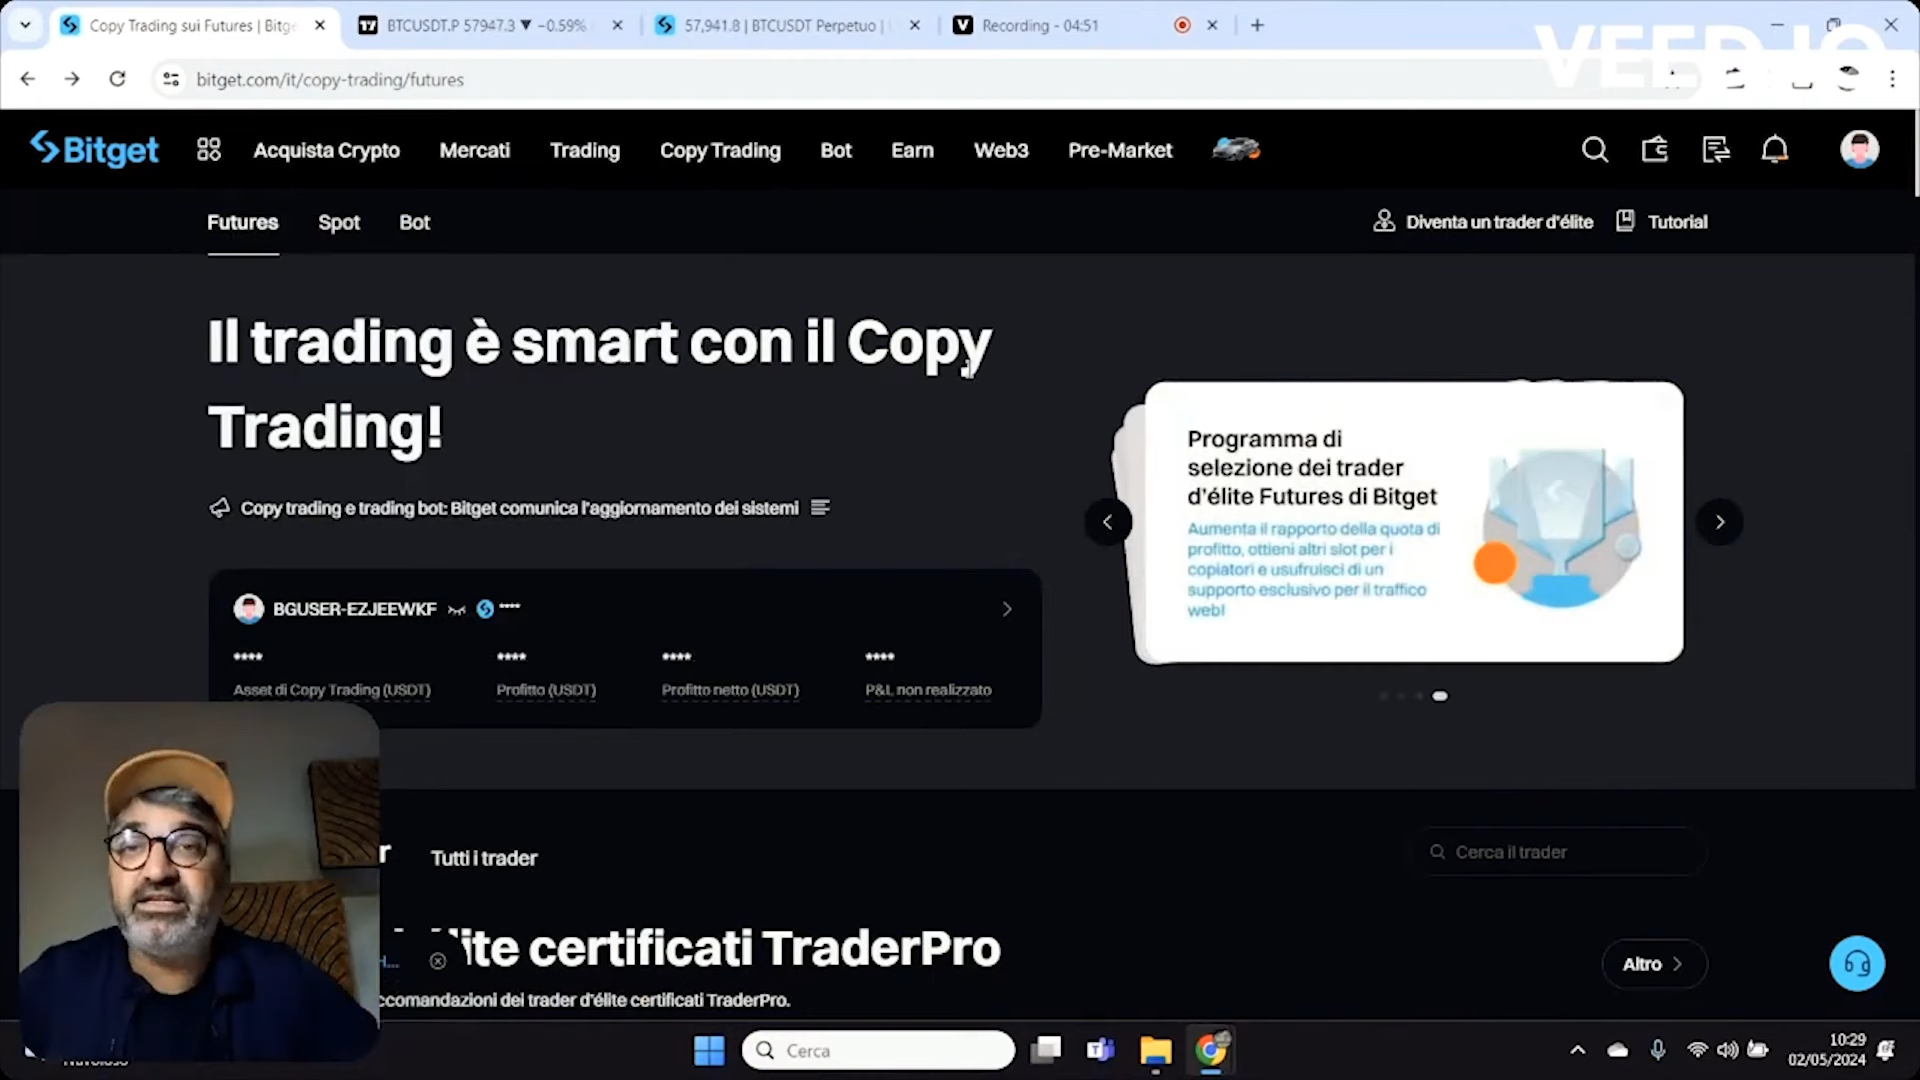 Copy Trading sui Futures | Bitge
BTCUSDT.P 57947.3 ▼ −0.59%
57,941.8 | BTCUSDT Perpetuo |
Recording - 04:51
VEED.IO
bitget.com/it/copy-trading/futures
Bitget
Acquista Crypto
Mercati
Trading
Copy Trading
Bot
Earn
Web3
Pre-Market
Futures
Spot
Bot
Diventa un trader d'élite
Tutorial
Il trading è smart con il Copy
Trading!
Copy trading e trading bot: Bitget comunica l'aggiornamento dei sistemi
Programma di
selezione dei trader
d'élite Futures di Bitget
Aumenta il rapporto della quota di
profitto, ottieni altri slot per i
copiatori e usufruisci di un
supporto esclusivo per il traffico
web!
BGUSER-EZJEEWKF ****
**** **** **** ****
Asset di Copy Trading (USDT)
Profitto (USDT)
Profitto netto (USDT)
P&L non realizzato
r
Tutti i trader
Cerca il trader
lite certificati TraderPro
Altro
H...
ccomandazioni dei trader d'élite certificati TraderPro.
Cerca
10:29
02/05/2024